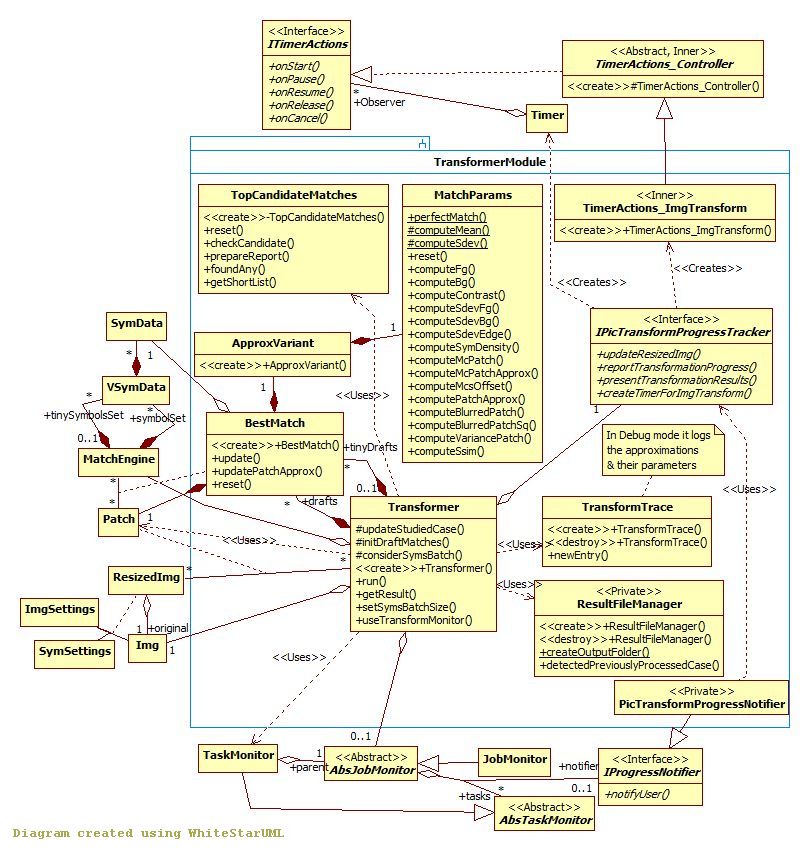 <<Interface>>
ITimerActions
+onStart()
+onPause()
+onResume()
+onRelease()
+onCancel()
<<Abstract, Inner>>
TimerActions_Controller
<<create>>#TimerActions_Controller()
*
+Observer
Timer
TransformerModule
TopCandidateMatches
<<create>>-TopCandidateMatches()
+reset()
+checkCandidate()
+prepareReport()
+foundAny()
+getShortList()
MatchParams
+perfectMatch()
#computeMean()
#computeSdev()
+reset()
+computeFg()
+computeBg()
+computeContrast()
+computeSdevFg()
+computeSdevBg()
+computeSdevEdge()
+computeSymDensity()
+computeMcPatch()
+computeMcPatchApprox()
+computeMcsOffset()
+computePatchApprox()
+computeBlurredPatch()
+computeBlurredPatchSq()
+computeVariancePatch()
+computeSsim()
<<Inner>>
TimerActions_ImgTransform
<<create>>+TimerActions_ImgTransform()
<<Creates>>
<<Creates>>
<<Interface>>
IPicTransformProgressTracker
+updateResizedImg()
+reportTransformationProgress()
+presentTransformationResults()
+createTimerForImgTransform()
SymData
* 1
ApproxVariant
<<create>>+ApproxVariant()
1
1
VSymData
* *
+tinySymbolsSet
+symbolSet
0..1
MatchEngine
*
*
<<Uses>>
BestMatch
<<create>>+BestMatch()
+update()
+updatePatchApprox()
+reset()
+tinyDrafts
*
0..1
* +drafts
1
In Debug mode it logs
the approximations
& their parameters
<<Uses>>
Patch
1
<<Uses>>
Transformer
#updateStudiedCase()
#initDraftMatches()
#considerSymsBatch()
<<create>>+Transformer()
+run()
+getResult()
+setSymsBatchSize()
+useTransformMonitor()
<<Uses>>
TransformTrace
<<create>>+TransformTrace()
<<destroy>>+TransformTrace()
+newEntry()
ResizedImg
* *
<<Uses>>
<<Private>>
ResultFileManager
<<create>>+ResultFileManager()
<<destroy>>+ResultFileManager()
+createOutputFolder()
+detectedPreviouslyProcessedCase()
ImgSettings
SymSettings
1
+original
Img
1
<<Uses>>
<<Private>>
PicTransformProgressNotifier
0..1
TaskMonitor
1
+parent
<<Abstract>>
AbsJobMonitor
JobMonitor
+notifier
0..1
<<Interface>>
IProgressNotifier
+notifyUser()
*
+tasks
<<Abstract>>
AbsTaskMonitor
Diagram created using WhiteStarUML